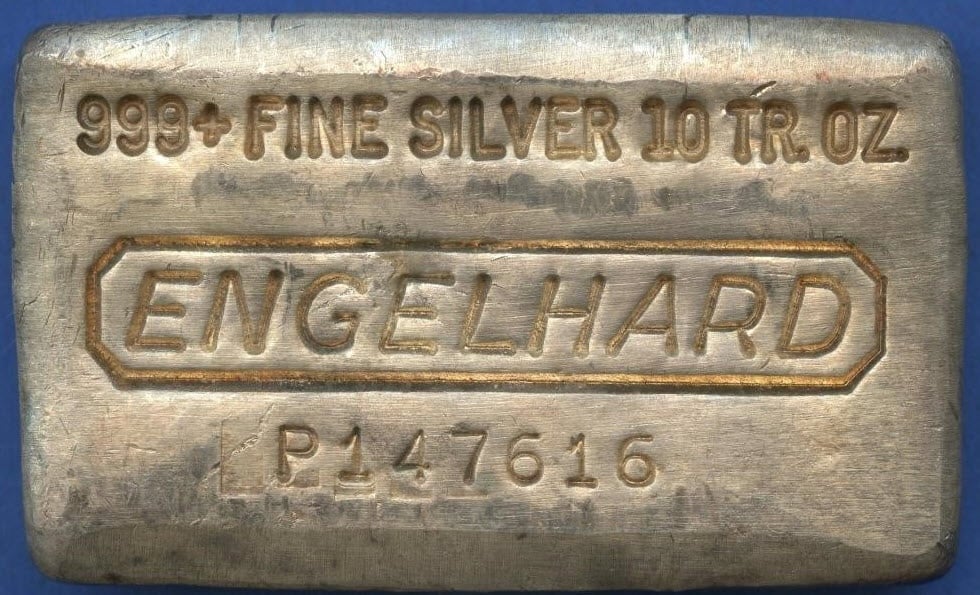 999+ FINE SILVER 10 TR. OZ.
ENGELHARD
P147616